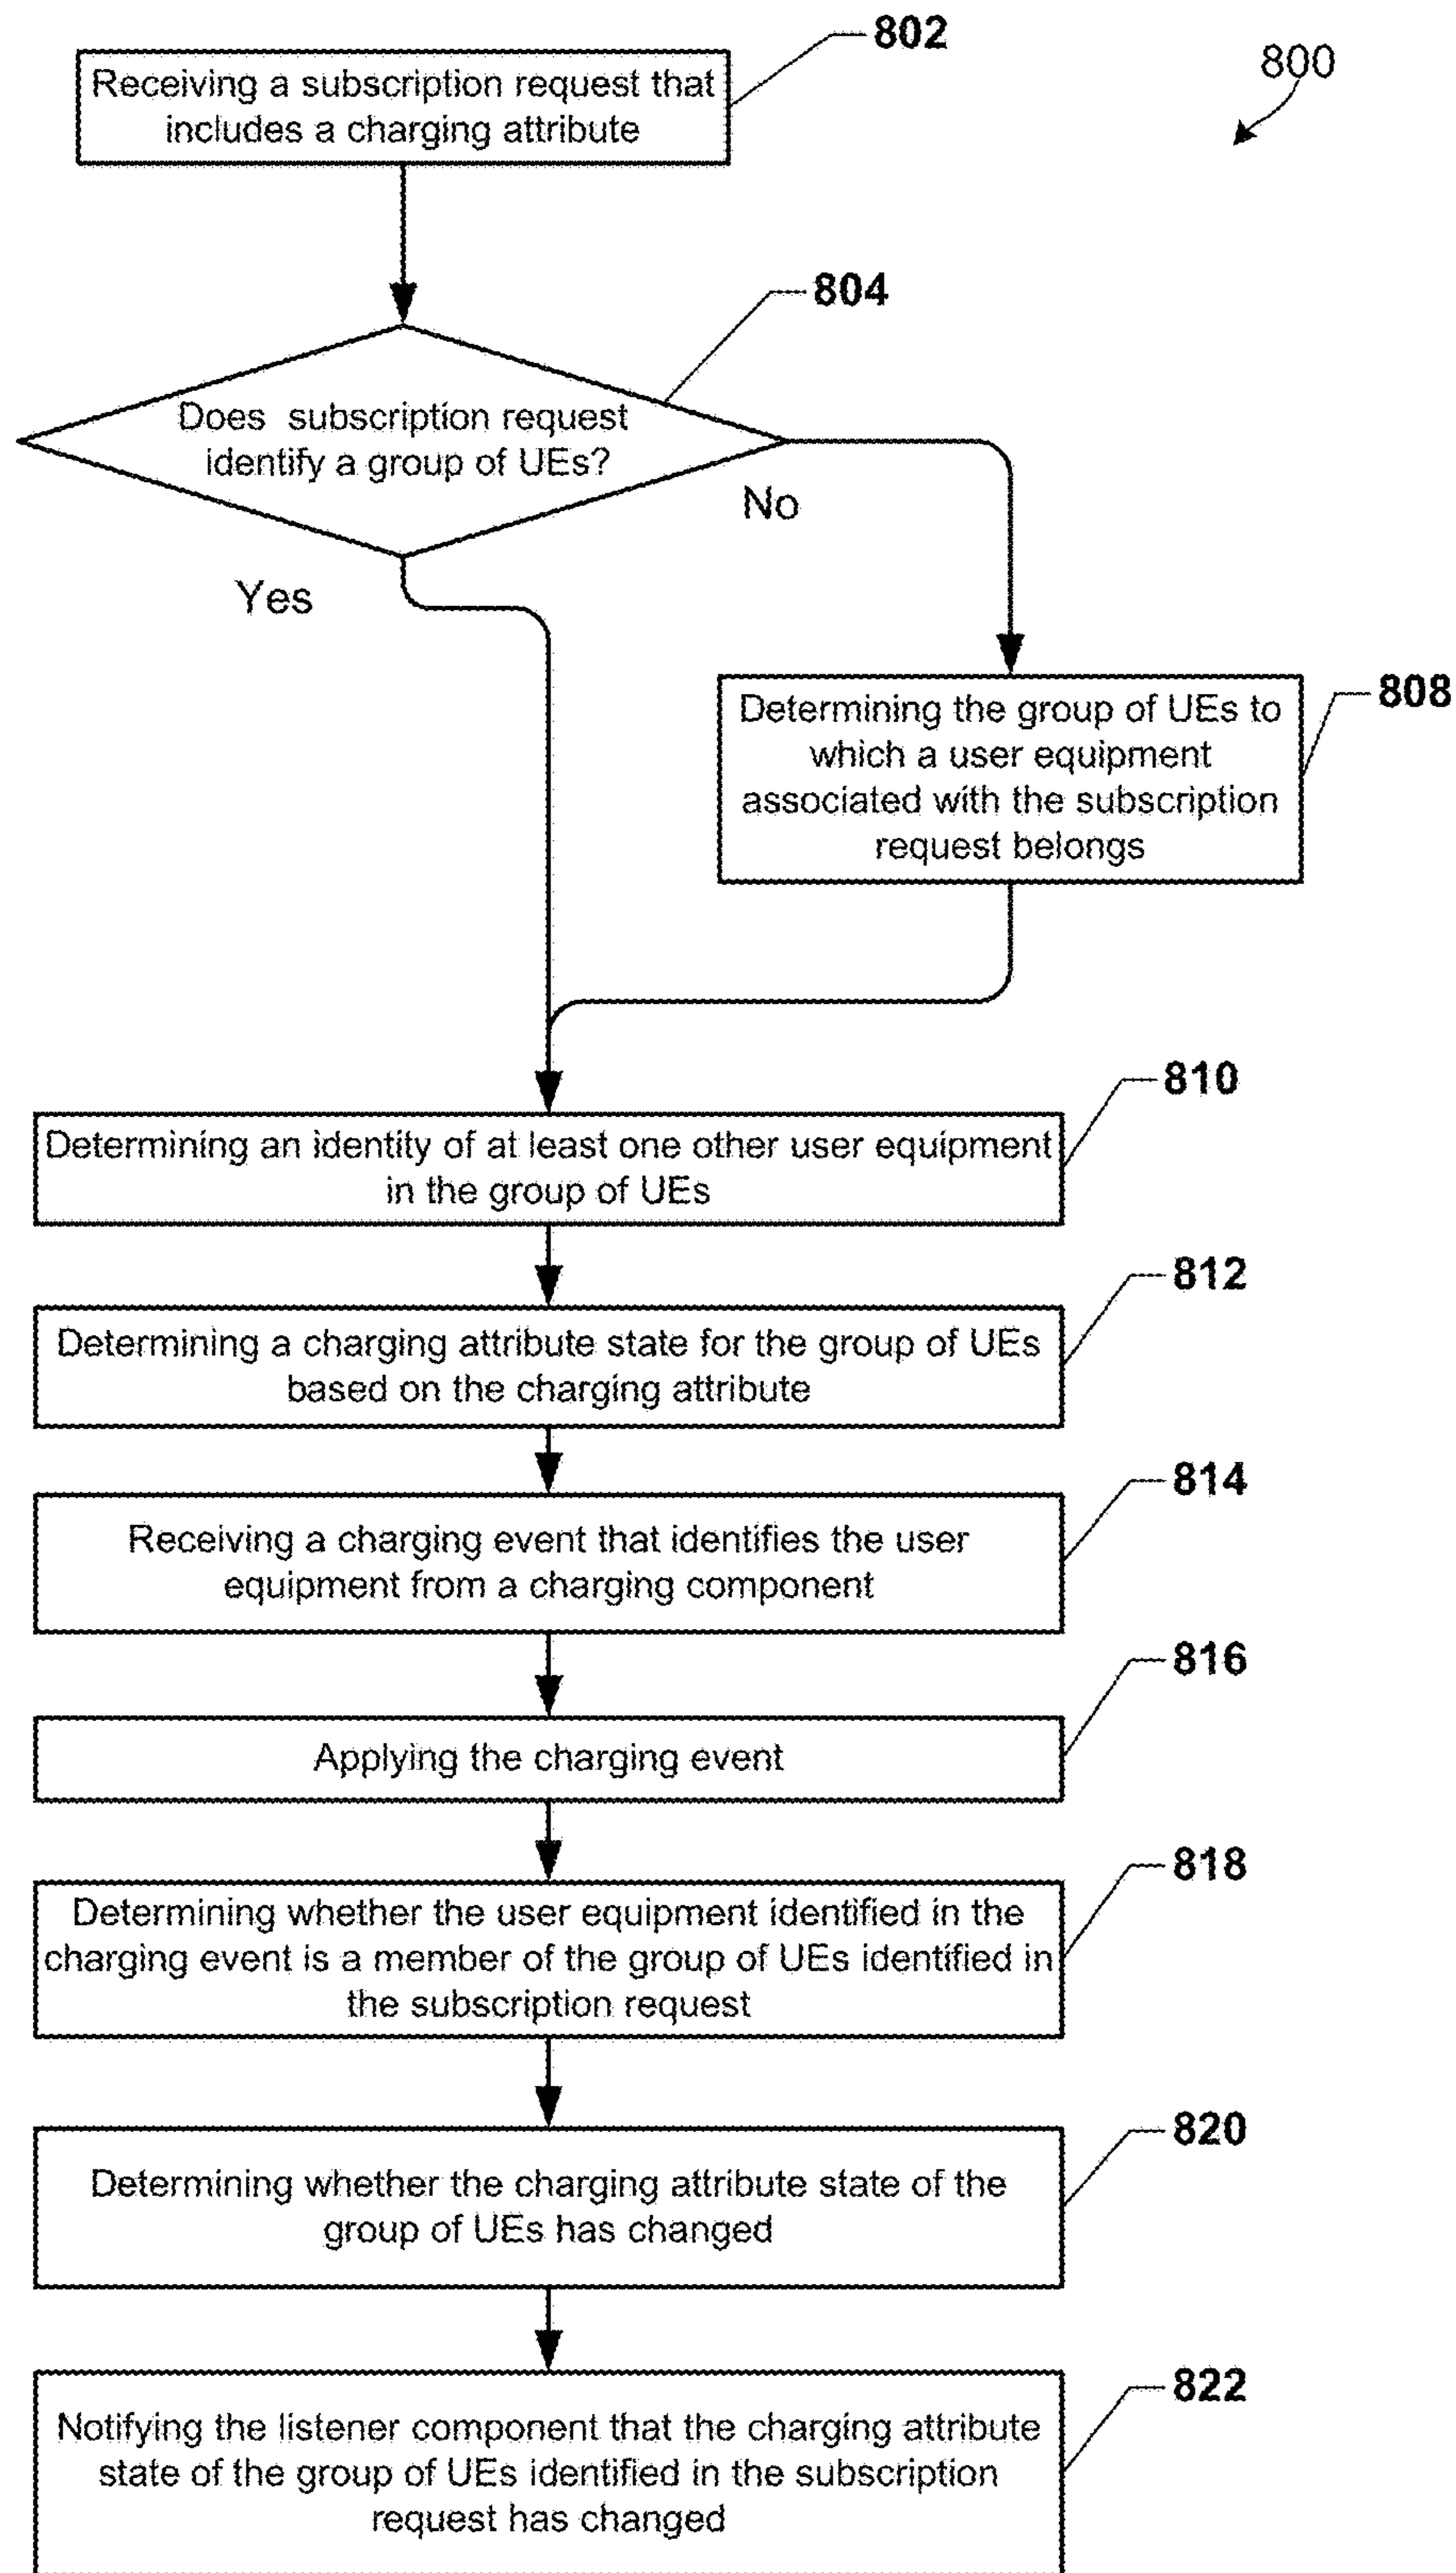 802
800
Receiving a subscription request that
includes a charging attribute
804
Does subscription request
identify a group of UEs?
No
Yes
808
Determining the group of UEs to
which a user equipment
associated with the subscription
request belongs
810
Determining an identity of at least one other user equipment
in the group of UEs
812
Determining a charging attribute state for the group of UEs
based on the charging attribute
814
Receiving a charging event that identifies the user
equipment from a charging component
816
Applying the charging event
818
Determining whether the user equipment identified in the
charging event is a member of the group of UEs identified in
the subscription request
820
Determining whether the charging attribute state of the
group of UEs has changed
822
Notifying the listener component that the charging attribute
state of the group of UEs identified in the subscription
request has changed